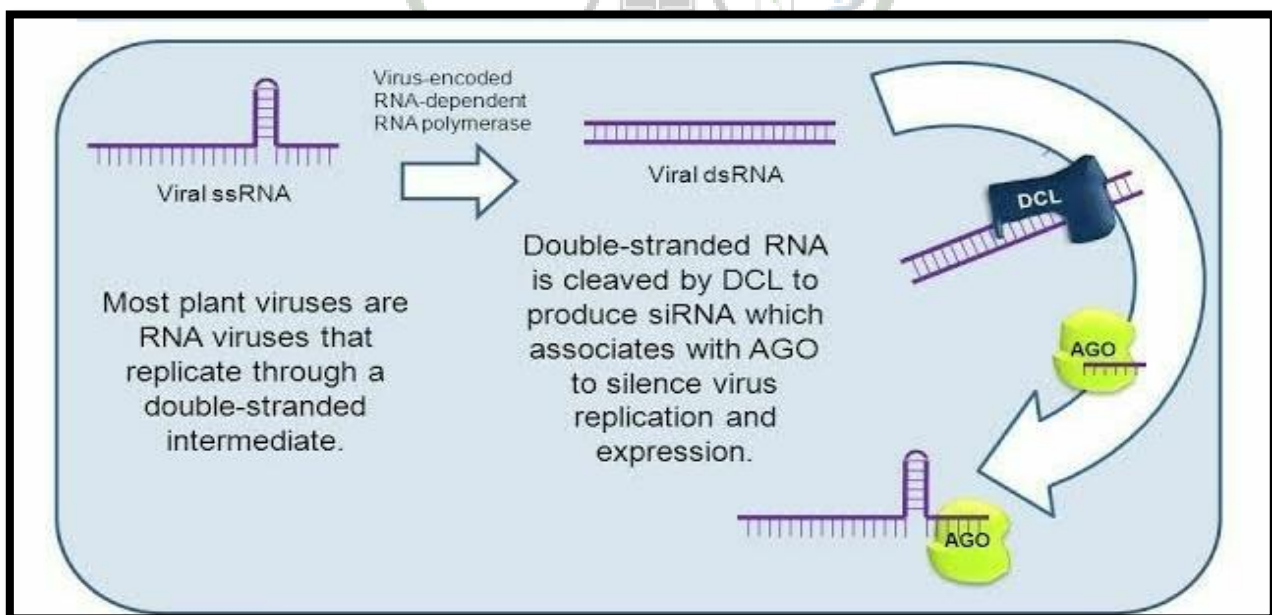 Virus-encoded
RNA-dependent
RNA polymerase
Viral ssRNA
Viral dsRNA
DCL
Most plant viruses are
RNA viruses that
replicate through a
double-stranded
intermediate.
Double-stranded RNA
is cleaved by DCL to
produce siRNA which
associates with AGO
to silence virus
replication and
expression.
AGO
AGO